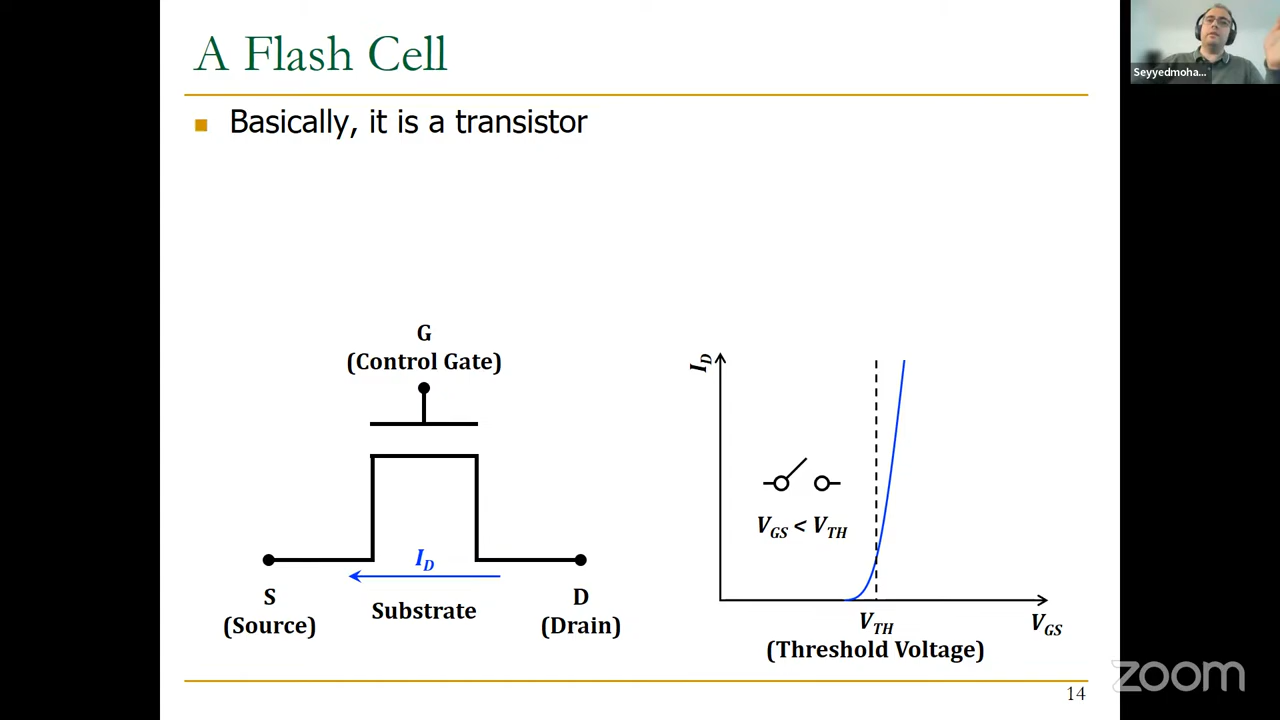 A Flash Cell
Seyyedmoha...
Basically, it is a transistor
G
(Control Gate)
I_D
S
(Source)
Substrate
D
(Drain)
I_D
V_GS < V_TH
V_TH
(Threshold Voltage)
V_GS
14
zoom